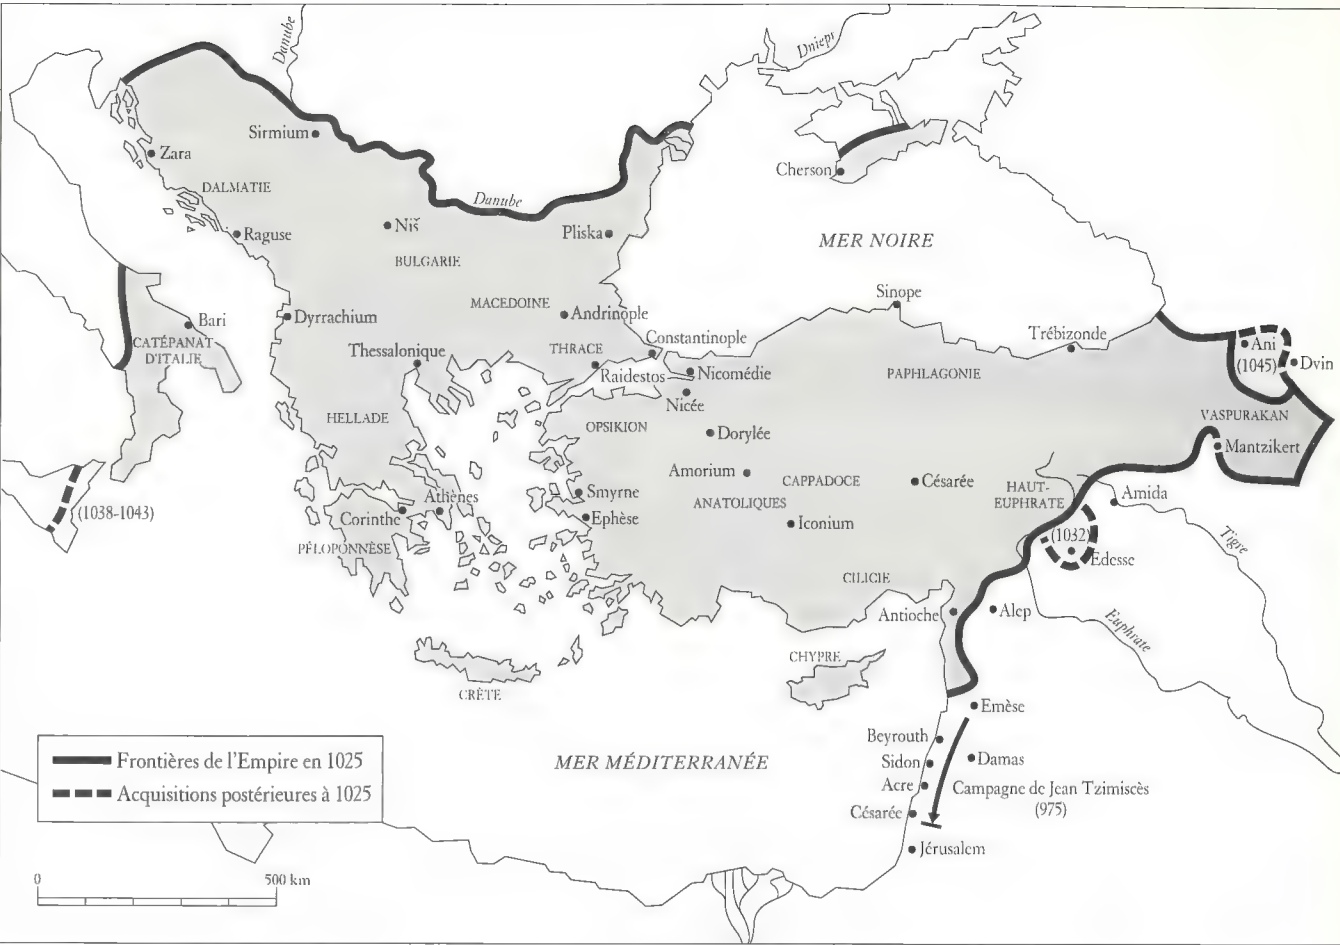 Danube
Dniepr
Sirmium
Zara
Cherson
DALMATIE
Danube
Niš
Raguse
Pliska
MER NOIRE
BULGARIE
Sinope
MACEDOINE
Andrinople
Bari
Dyrrachium
Constantinople
Trébizonde
Ani
(1045)
Dvin
CATÉPANAT
D'ITALIE
Thessalonique
THRACE
Raidestos
Nicomédie
PAPHLAGONIE
Nicée
VASPURAKAN
HELLADE
OPSIKION
Dorylée
Mantzikert
Amorium
CAPPADOCE
Césarée
HAUT-
EUPHRATE
Amida
Smyrne
ANATOLIQUES
Athènes
(1038-1043)
Corinthe
Ephèse
Iconium
(1032)
Tigre
PÉLOPONNÈSE
Edesse
CILICIE
Antioche
Alep
Euphrate
CHYPRE
CRÈTE
Emèse
Beyrouth
Frontières de l'Empire en 1025
MER MÉDITERRANÉE
Sidon
Damas
Acquisitions postérieures à 1025
Acre
Campagne de Jean Tzimiscès
(975)
Césarée
Jérusalem
0
500 km